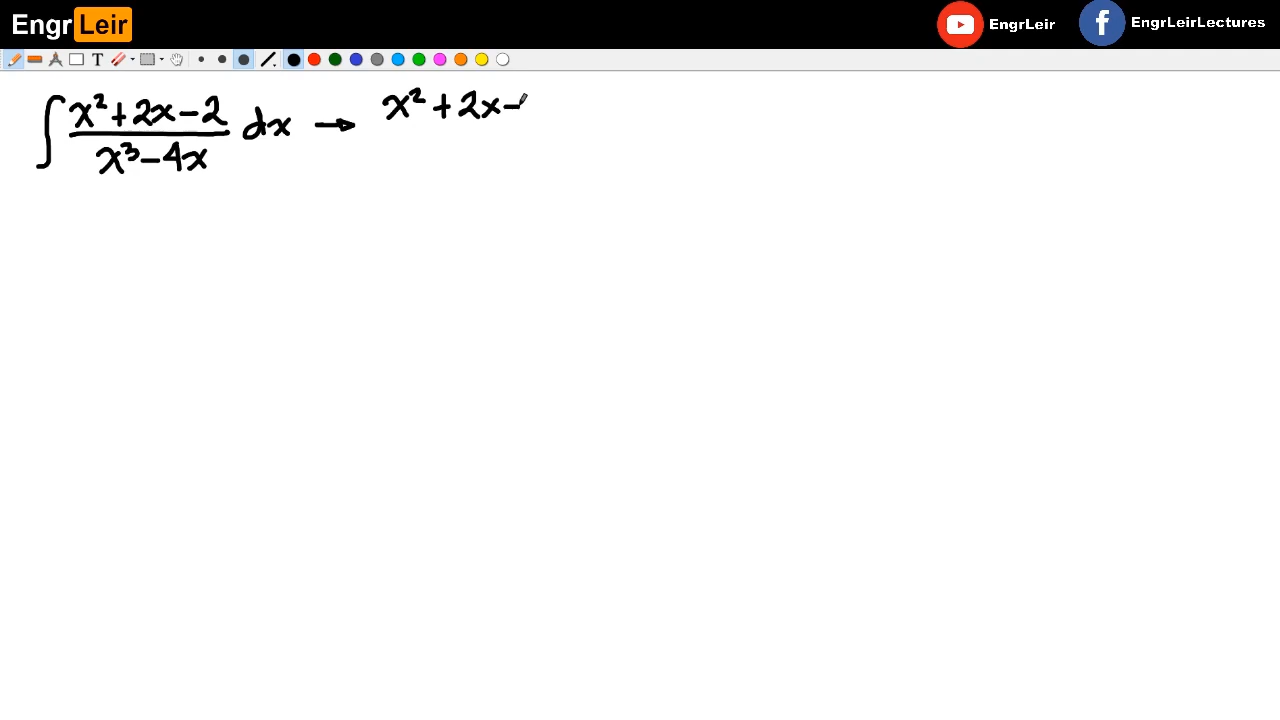 EngrLeir
EngrLeir
EngrLeirLectures
T
∫ x²+2x-2 / x³-4x dx → x²+2x-